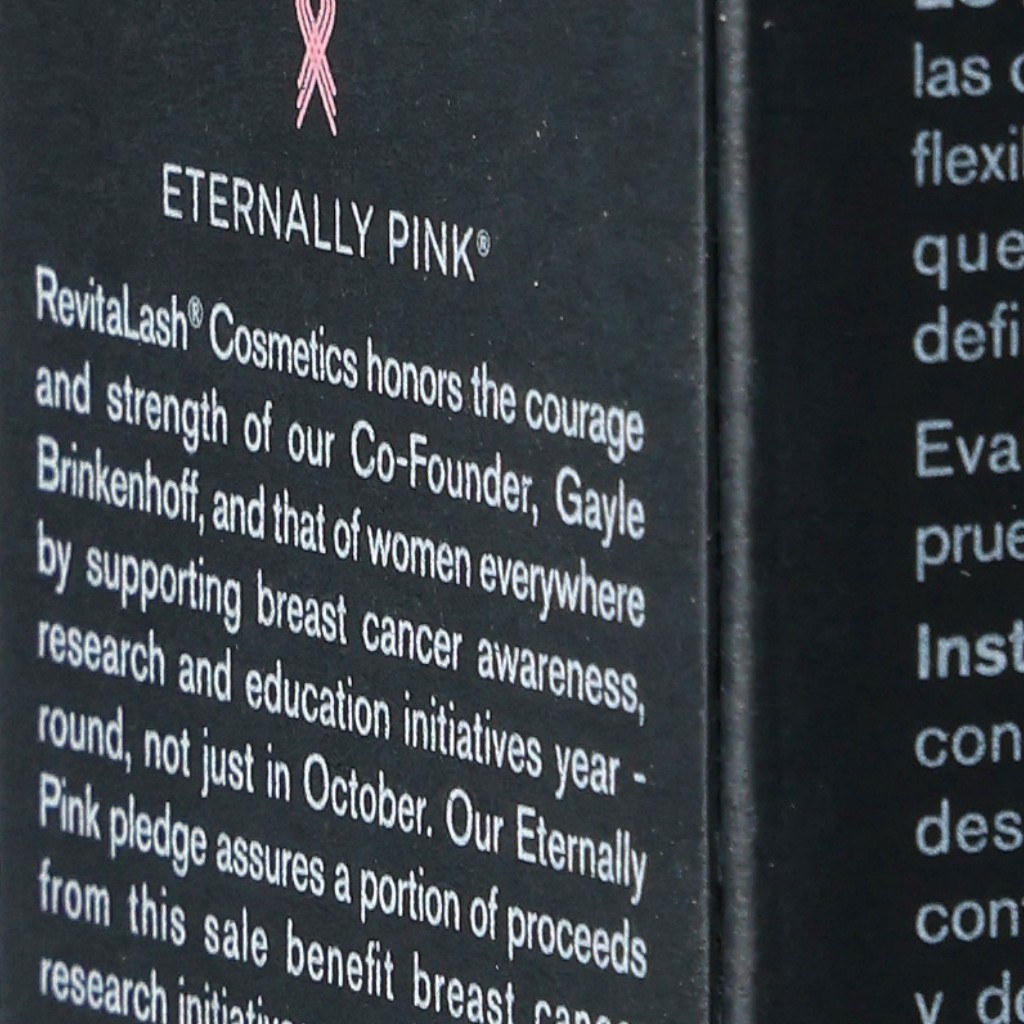 ETERNALLY PINK®
RevitaLash® Cosmetics honors the courage
and strength of our Co-Founder, Gayle
Brinkenhoff, and that of women everywhere
by supporting breast cancer awareness,
research and education initiatives year -
round, not just in October. Our Eternally
Pink pledge assures a portion of proceeds
from this sale benefit breast
research
las
flexi
que
defi
Eva
prue
Inst
con
des
con
y de